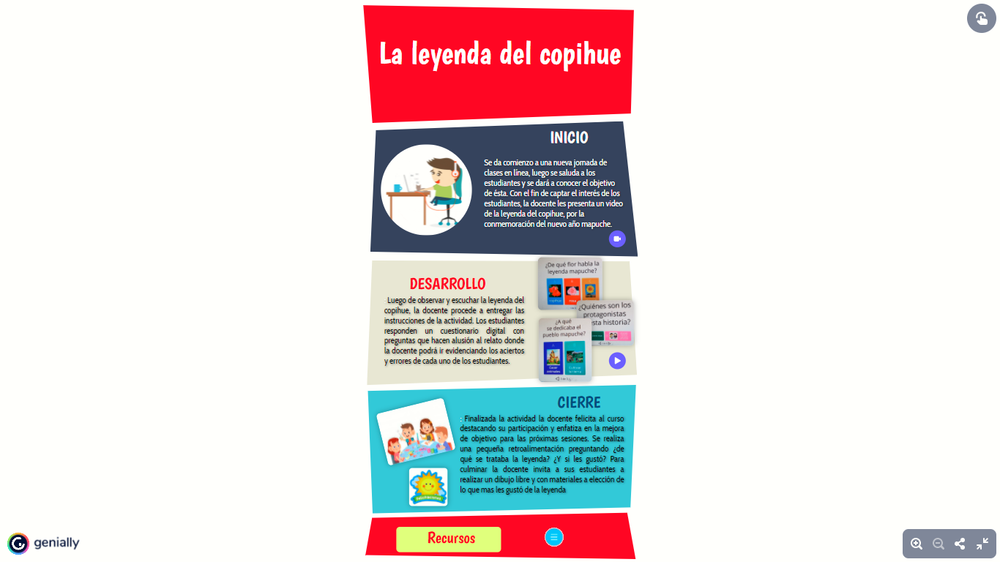 La leyenda del copihue
INICIO
Se da comienzo a una nueva jornada de
clases en línea, luego se saluda a los
estudiantes y se dará a conocer el objetivo
de ésta. Con el fin de captar el interés de los
estudiantes, la docente les presenta un video
de la leyenda del copihue, por la
conmemoración del nuevo año mapuche.
DESARROLLO
Luego de observar y escuchar la leyenda del
copihue, la docente procede a entregar las
instrucciones de la actividad. Los estudiantes
responden un cuestionario digital con
preguntas que hacen alusión al relato donde
la docente podrá ir evidenciando los aciertos
y errores de cada uno de los estudiantes.
¿De qué flor habla la
leyenda mapuche?
¿Quiénes son los
protagonistas
esta historia?
¿A qué
se dedicaba el
pueblo mapuche?
CIERRE
: Finalizada la actividad la docente felicita al curso
destacando su participación y enfatiza en la mejora
de objetivo para las próximas sesiones. Se realiza
una pequeña retroalimentación preguntando ¿de
qué se trataba la leyenda? ¿Y si les gustó? Para
culminar la docente invita a sus estudiantes a
realizar un dibujo libre y con materiales a elección de
lo que mas les gustó de la leyenda
Recursos
genially